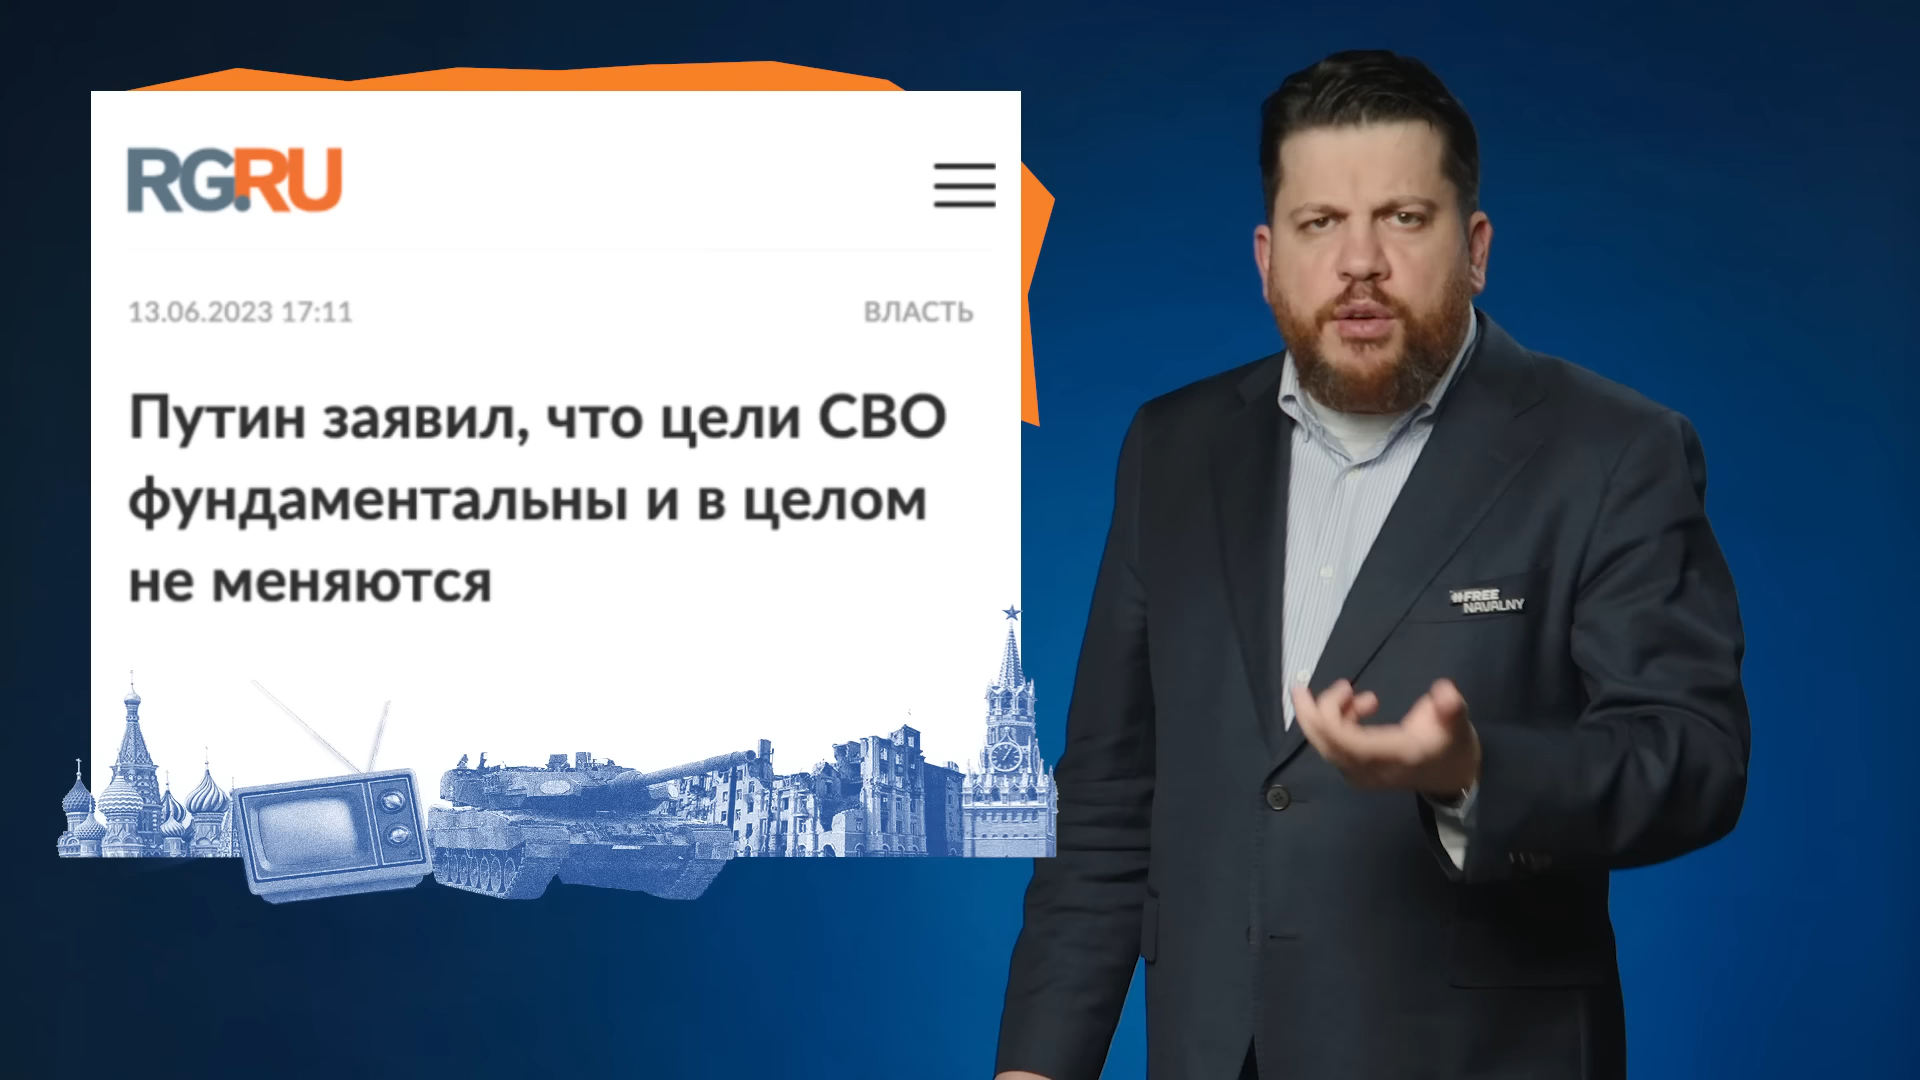 RG.RU
13.06.2023 17:11
ВЛАСТЬ
Путин заявил, что цели СВО
фундаментальны и в целом
не меняются
#FREE
NAVALNY